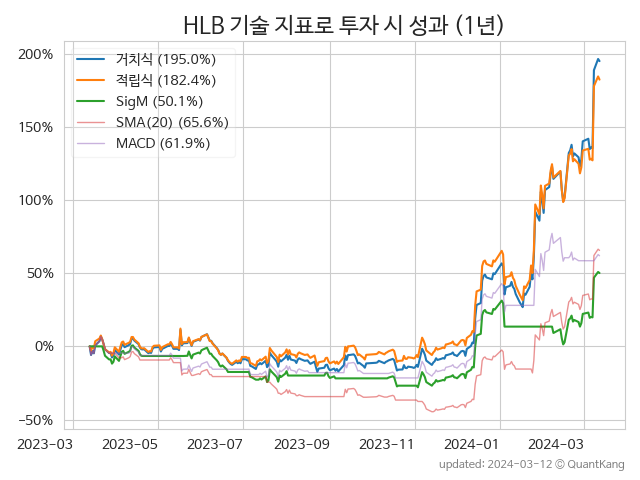 HLB 기술 지표로 투자 시 성과 (1년)
200%
150%
100%
50%
0%
−50%
거치식 (195.0%)
적립식 (182.4%)
SigM (50.1%)
SMA(20) (65.6%)
MACD (61.9%)
2023-03
2023-05
2023-07
2023-09
2023-11
2024-01
2024-03
updated: 2024-03-12 © QuantKang